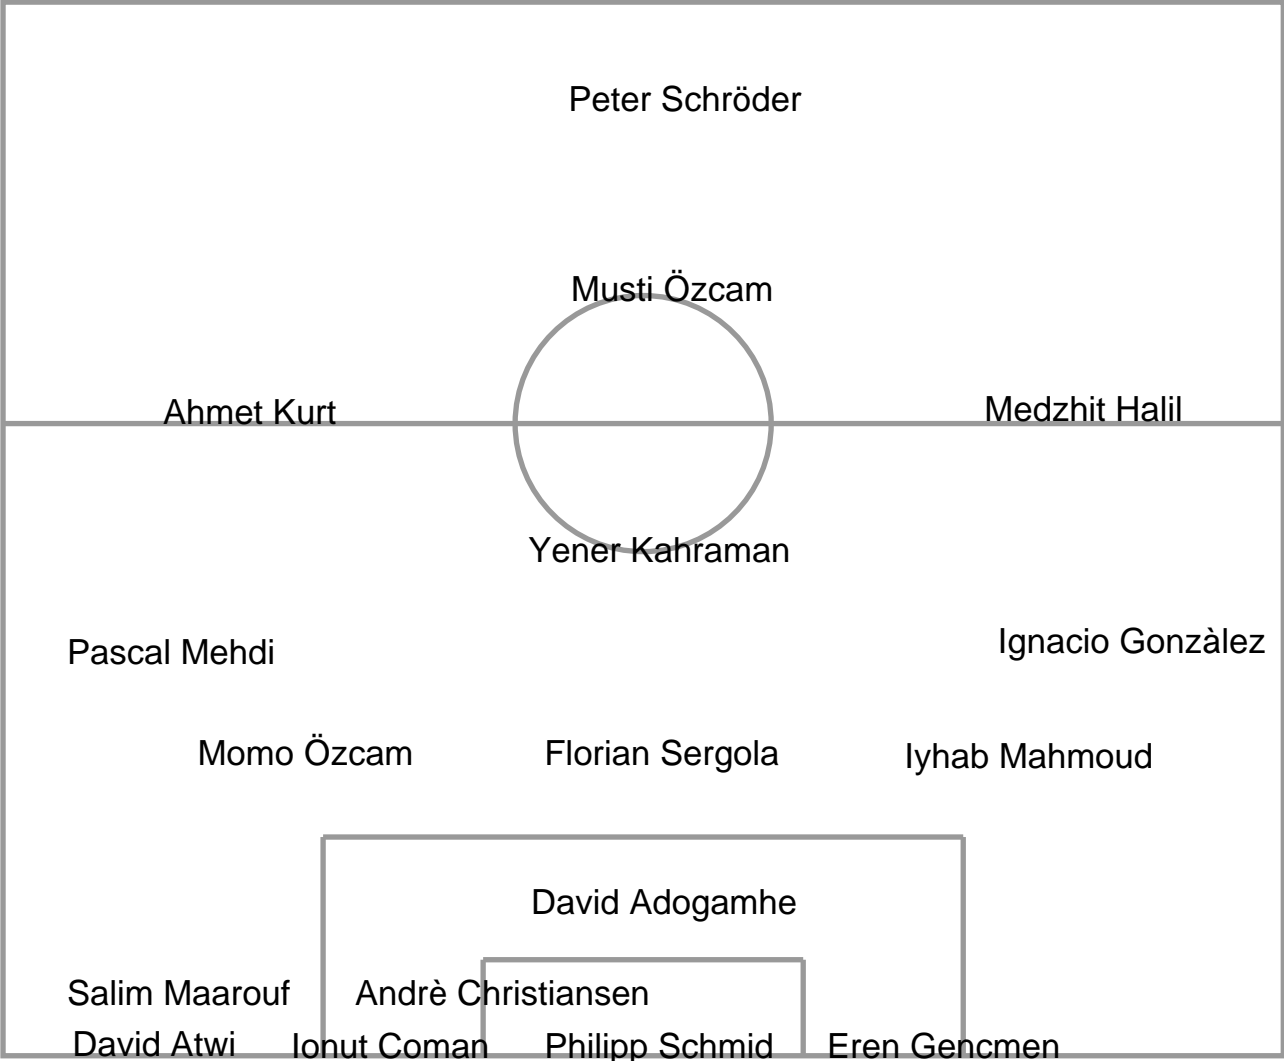 Peter Schröder
Musti Özcam
Ahmet Kurt
Medzhit Halil
Yener Kahraman
Pascal Mehdi
Ignacio Gonzàlez
Momo Özcam
Florian Sergola
Iyhab Mahmoud
David Adogamhe
Salim Maarouf
Andrè Christiansen
David Atwi
Ionut Coman
Philipp Schmid
Eren Gencmen